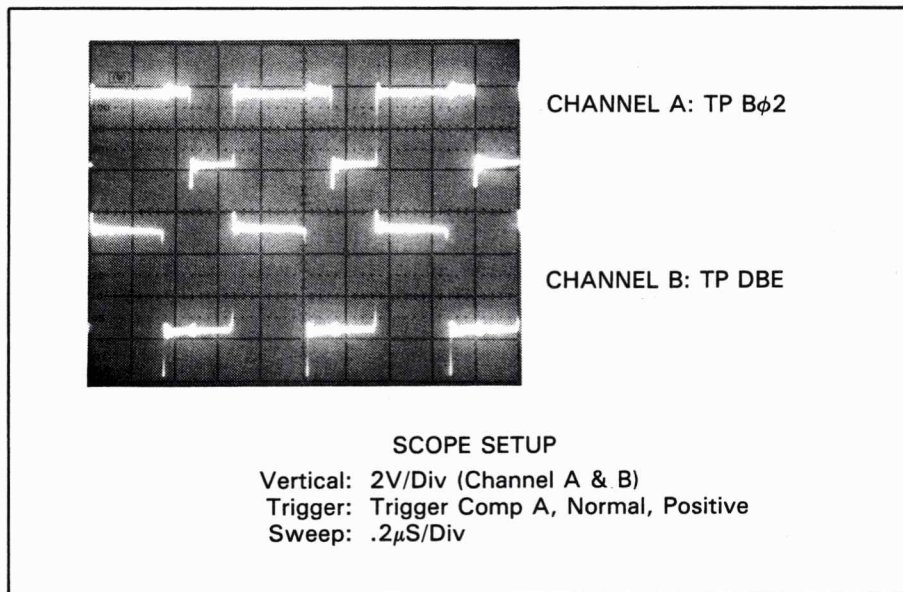 CHANNEL A: TP Bϕ2
CHANNEL B: TP DBE
SCOPE SETUP
Vertical: 2V/Div (Channel A & B)
Trigger: Trigger Comp A, Normal, Positive
Sweep: .2μS/Div